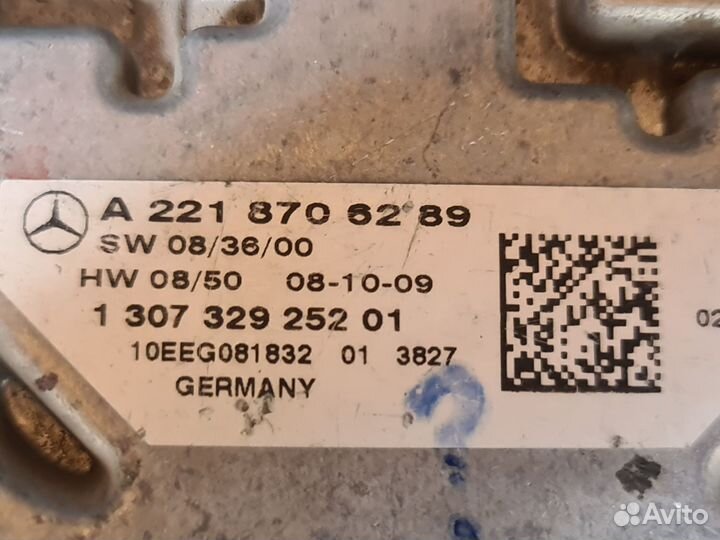 A 221 870 62 89
SW 08/36/00
HW 08/50 08-10-09
1 307 329 252 01
10EEG081832 01 3827
GERMANY
02
Avito